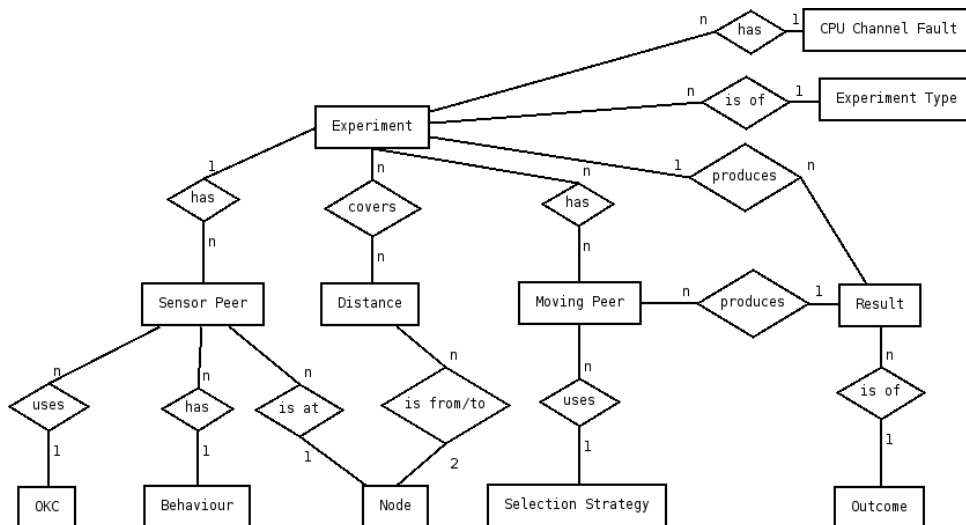 n has 1 CPU Channel Fault
n is of 1 Experiment Type
Experiment
1 n n 1 produces n
has covers has
n n n
Sensor Peer Distance Moving Peer n produces 1 Result
n n n n n n
uses has is at is from/to uses is of
1 1 1 2 1 1
OKC Behaviour Node Selection Strategy Outcome